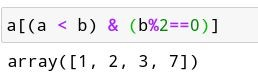 a[(a < b) & (b%2==0)]
array([1, 2, 3, 7])